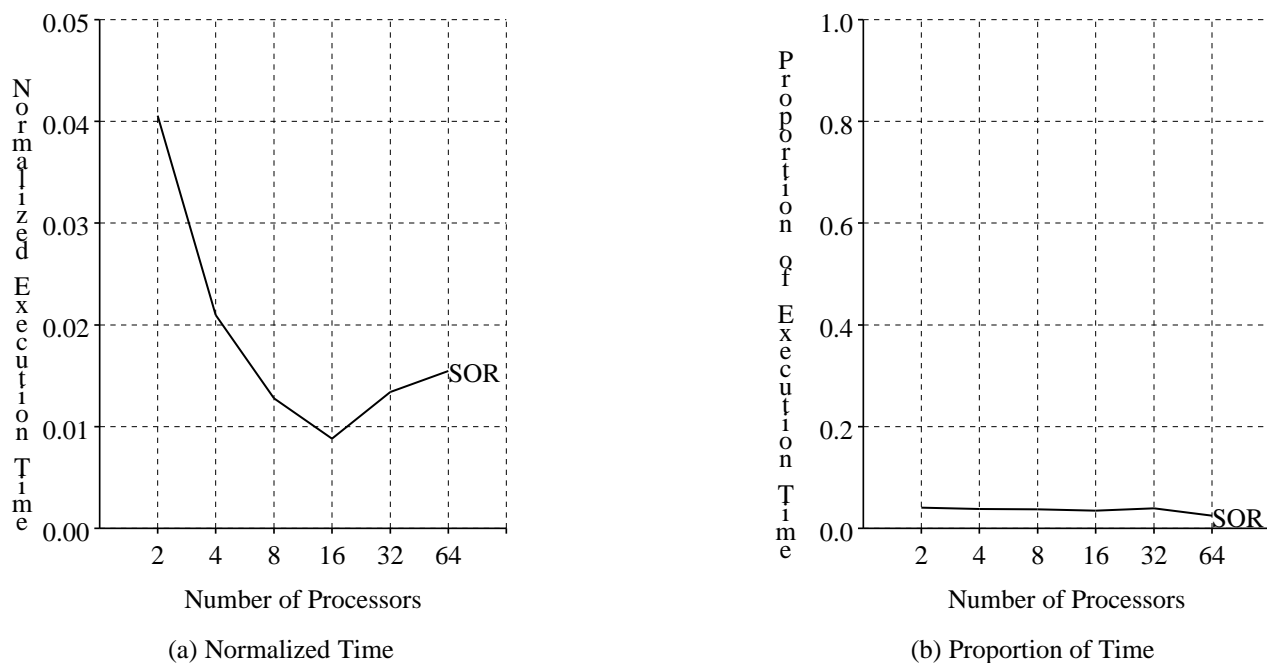 Normalized Execution Time
0.05
0.04
0.03
0.02
0.01
0.00
SOR
2 4 8 16 32 64
Number of Processors
(a) Normalized Time
Proportion of Execution Time
1.0
0.8
0.6
0.4
0.2
0.0
SOR
2 4 8 16 32 64
Number of Processors
(b) Proportion of Time